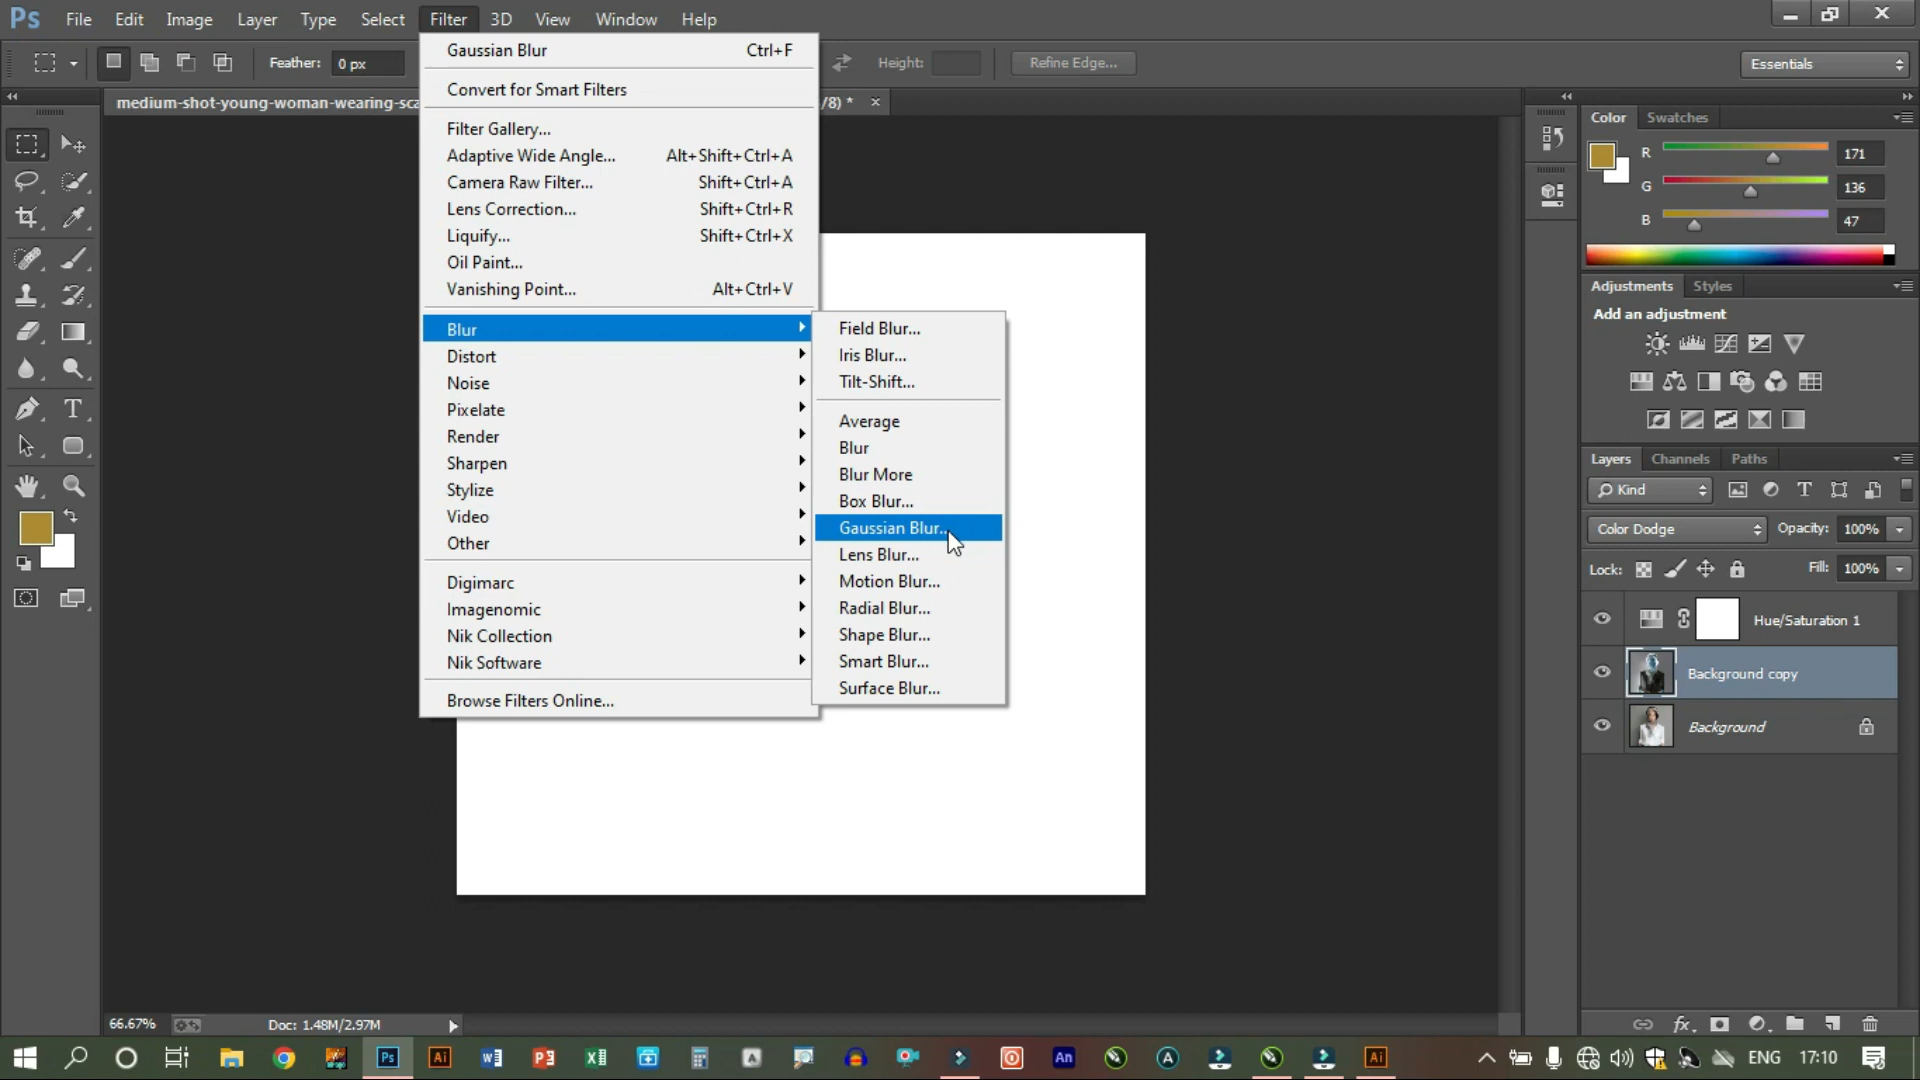 Ps File Edit Image Layer Type Select Filter 3D View Window Help
Feather: 0 px Height: Refine Edge... Essentials
medium-shot-young-woman-wearing-sca /8) * ×
Gaussian Blur Ctrl+F
Convert for Smart Filters
Filter Gallery...
Adaptive Wide Angle... Alt+Shift+Ctrl+A
Camera Raw Filter... Shift+Ctrl+A
Lens Correction... Shift+Ctrl+R
Liquify... Shift+Ctrl+X
Oil Paint...
Vanishing Point... Alt+Ctrl+V
Blur
Distort
Noise
Pixelate
Render
Sharpen
Stylize
Video
Other
Digimarc
Imagenomic
Nik Collection
Nik Software
Browse Filters Online...
Field Blur...
Iris Blur...
Tilt-Shift...
Average
Blur
Blur More
Box Blur...
Gaussian Blur...
Lens Blur...
Motion Blur...
Radial Blur...
Shape Blur...
Smart Blur...
Surface Blur...
Color Swatches
R 171
G 136
B 47
Adjustments Styles
Add an adjustment
Layers Channels Paths
Kind
Color Dodge Opacity: 100%
Lock: Fill: 100%
Hue/Saturation 1
Background copy
Background
66.67% Doc: 1.48M/2.97M
ENG 17:10